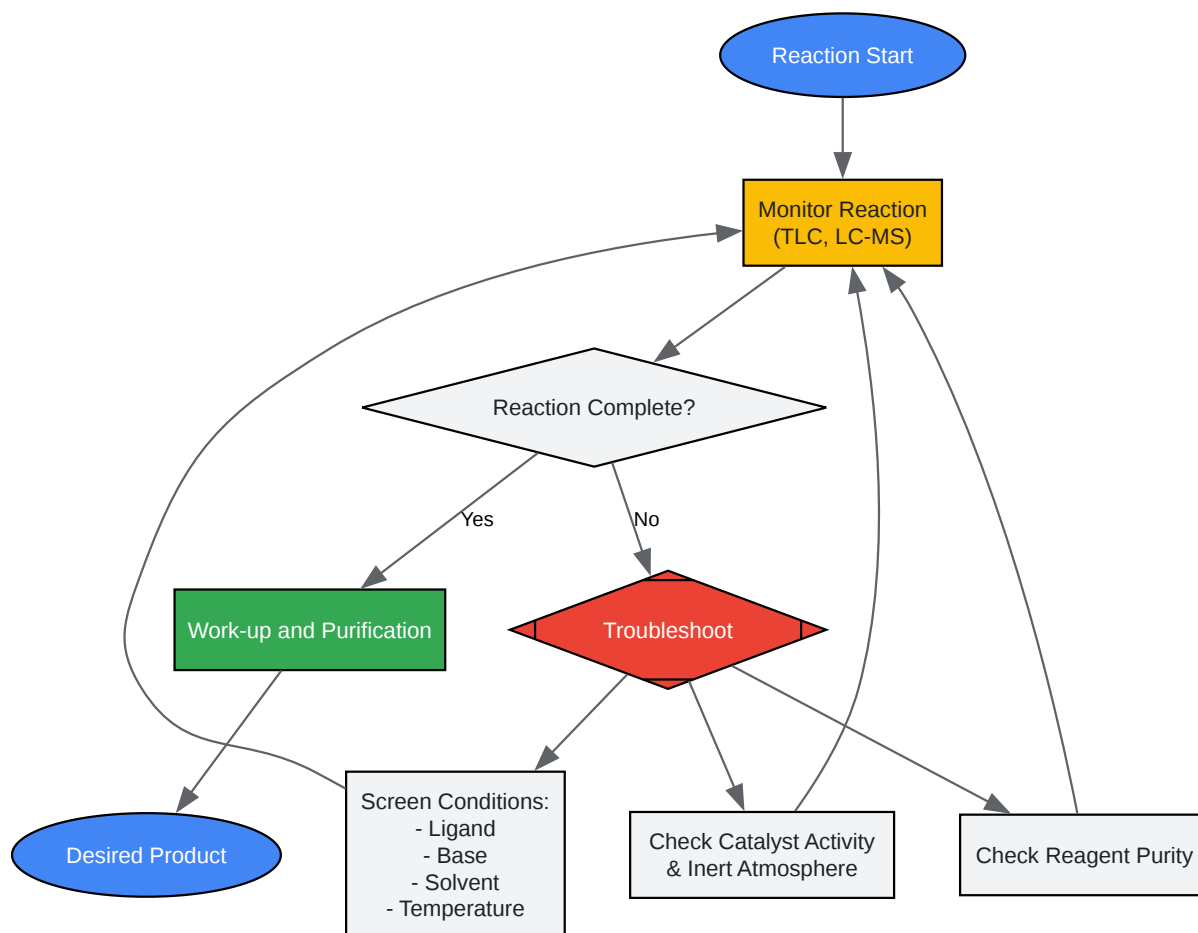 Reaction Start
Monitor Reaction
(TLC, LC-MS)
Reaction Complete?
Yes
No
Work-up and Purification
Troubleshoot
Desired Product
Screen Conditions:
- Ligand
- Base
- Solvent
- Temperature
Check Catalyst Activity
& Inert Atmosphere
Check Reagent Purity